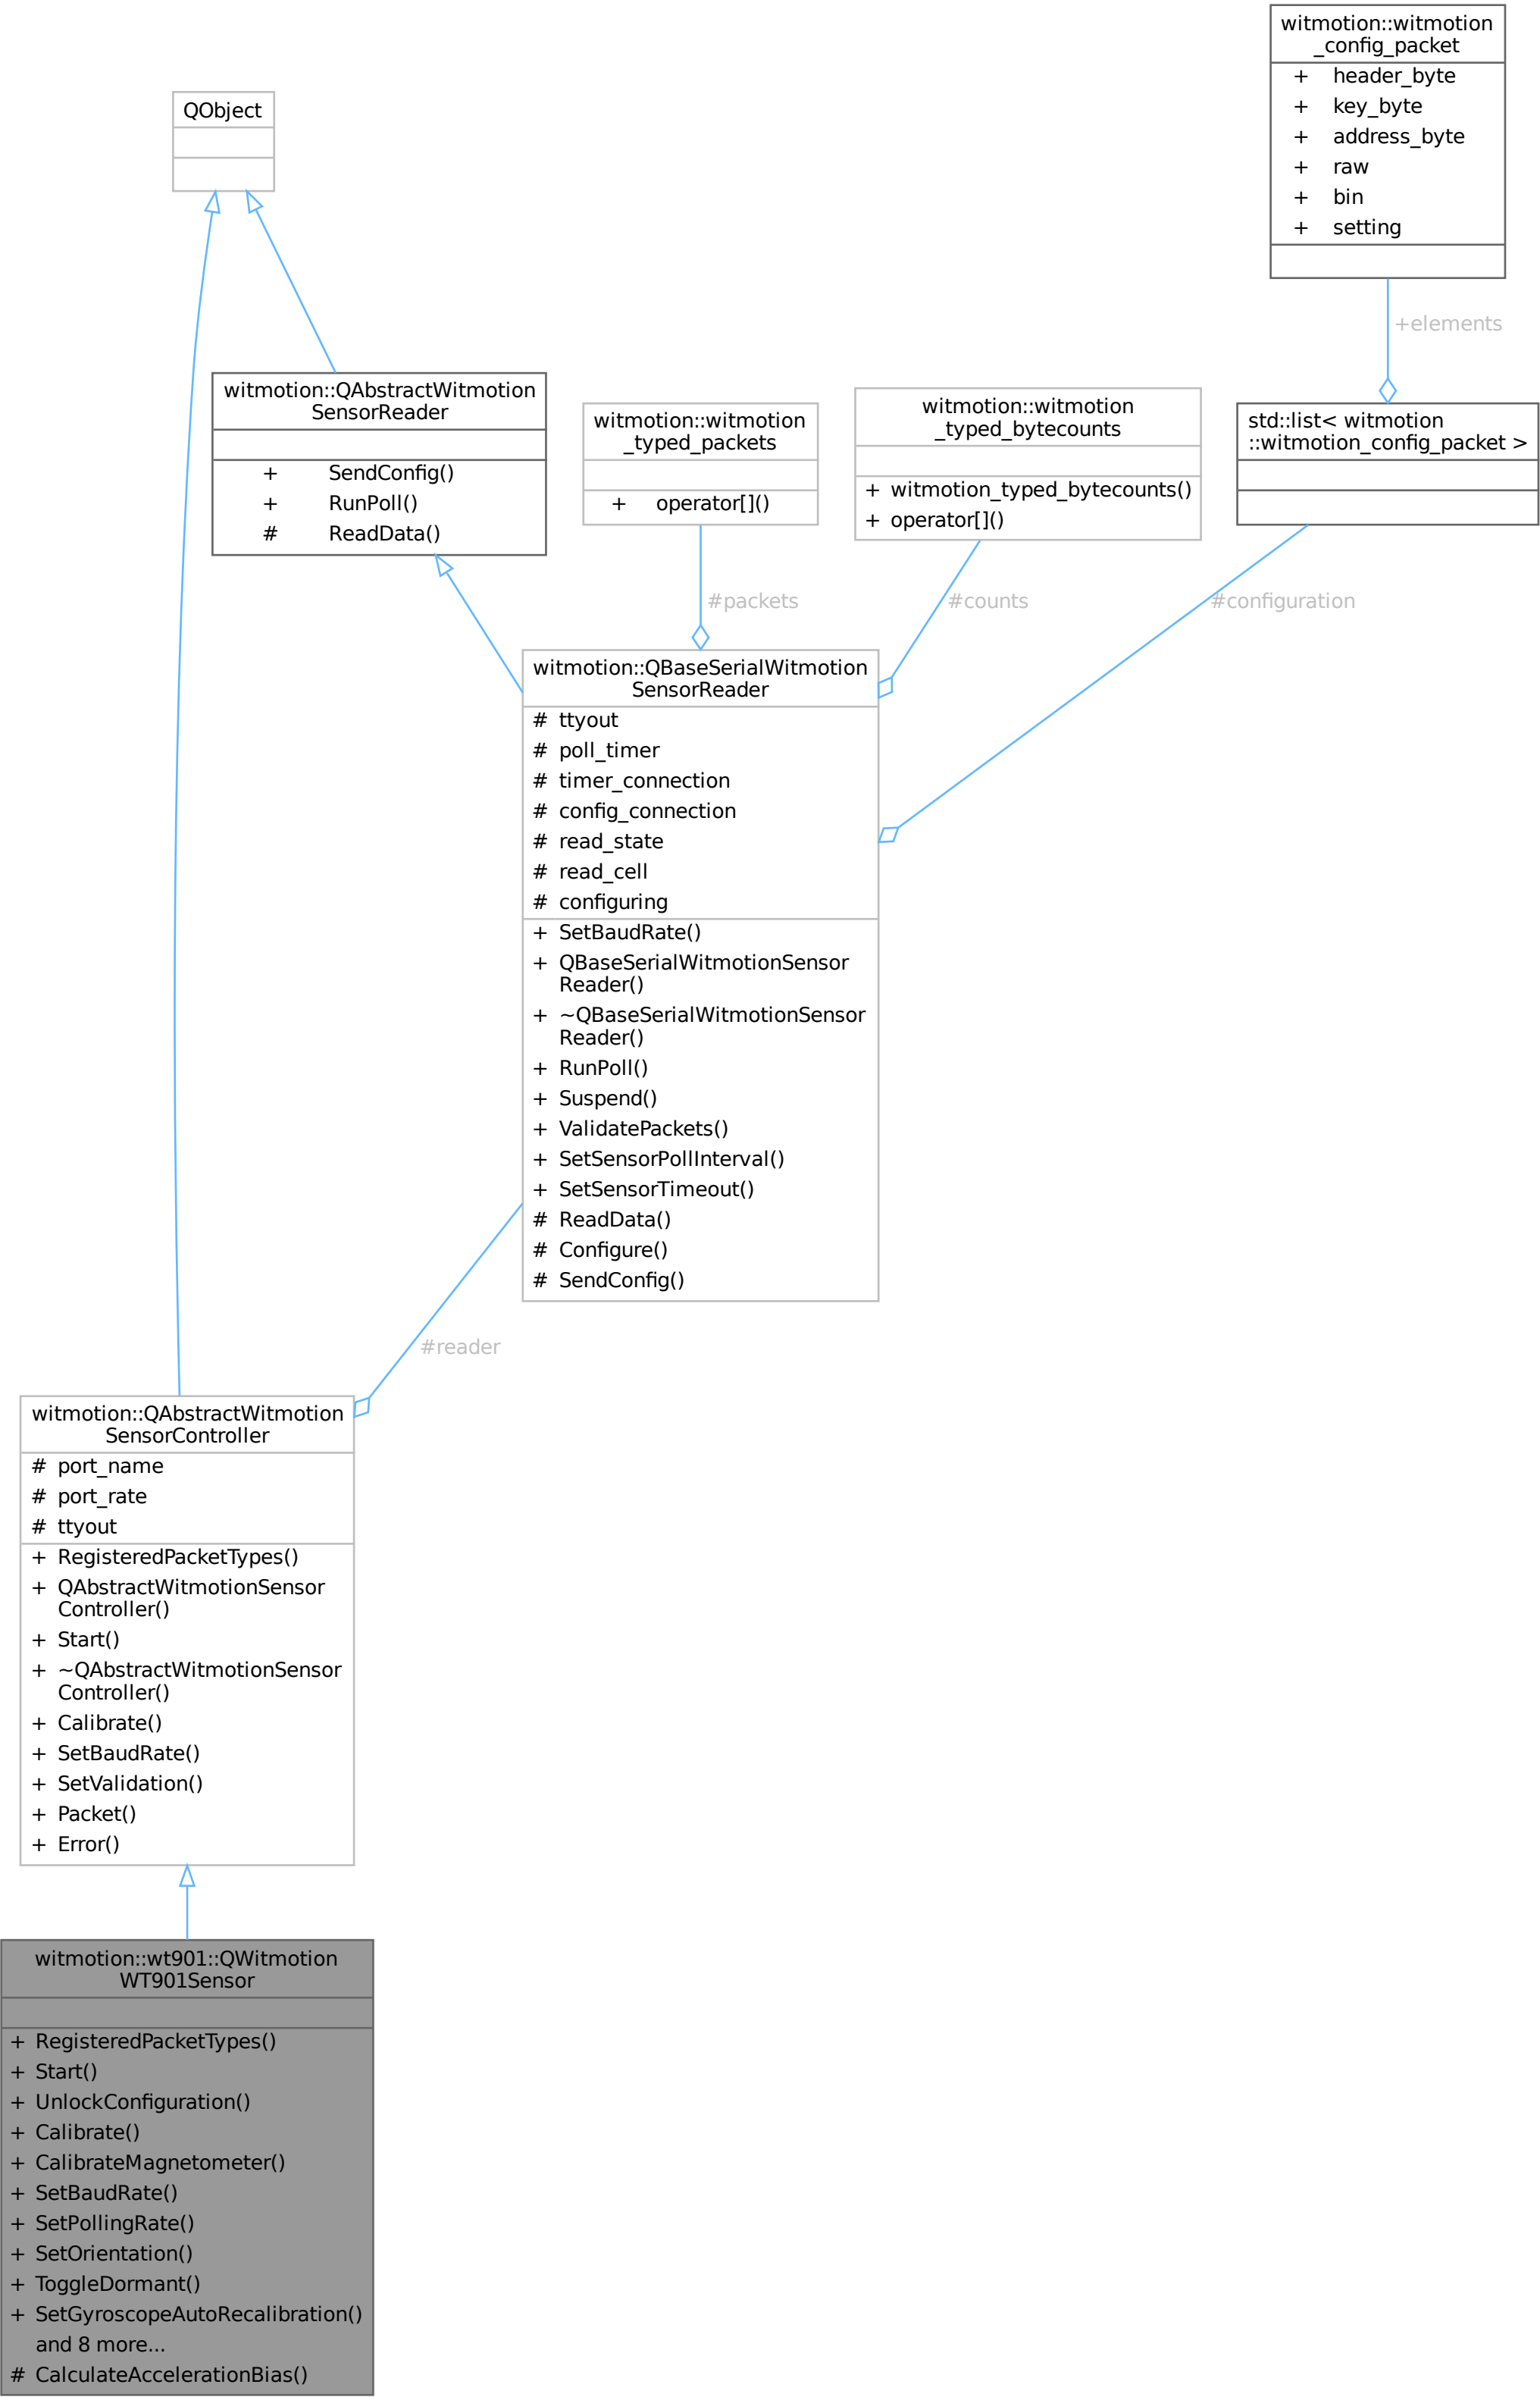 witmotion::witmotion
_config_packet
+ header_byte
+ key_byte
+ address_byte
+ raw
+ bin
+ setting
QObject
+elements
witmotion::QAbstractWitmotion
SensorReader
+ SendConfig()
+ RunPoll()
# ReadData()
witmotion::witmotion
_typed_packets
+ operator[]()
witmotion::witmotion
_typed_bytecounts
+ witmotion_typed_bytecounts()
+ operator[]()
std::list< witmotion
::witmotion_config_packet >
#packets
#counts
#configuration
witmotion::QBaseSerialWitmotion
SensorReader
# ttyout
# poll_timer
# timer_connection
# config_connection
# read_state
# read_cell
# configuring
+ SetBaudRate()
+ QBaseSerialWitmotionSensor
Reader()
+ ~QBaseSerialWitmotionSensor
Reader()
+ RunPoll()
+ Suspend()
+ ValidatePackets()
+ SetSensorPollInterval()
+ SetSensorTimeout()
# ReadData()
# Configure()
# SendConfig()
#reader
witmotion::QAbstractWitmotion
SensorController
# port_name
# port_rate
# ttyout
+ RegisteredPacketTypes()
+ QAbstractWitmotionSensor
Controller()
+ Start()
+ ~QAbstractWitmotionSensor
Controller()
+ Calibrate()
+ SetBaudRate()
+ SetValidation()
+ Packet()
+ Error()
witmotion::wt901::QWitmotion
WT901Sensor
+ RegisteredPacketTypes()
+ Start()
+ UnlockConfiguration()
+ Calibrate()
+ CalibrateMagnetometer()
+ SetBaudRate()
+ SetPollingRate()
+ SetOrientation()
+ ToggleDormant()
+ SetGyroscopeAutoRecalibration()
and 8 more...
# CalculateAccelerationBias()